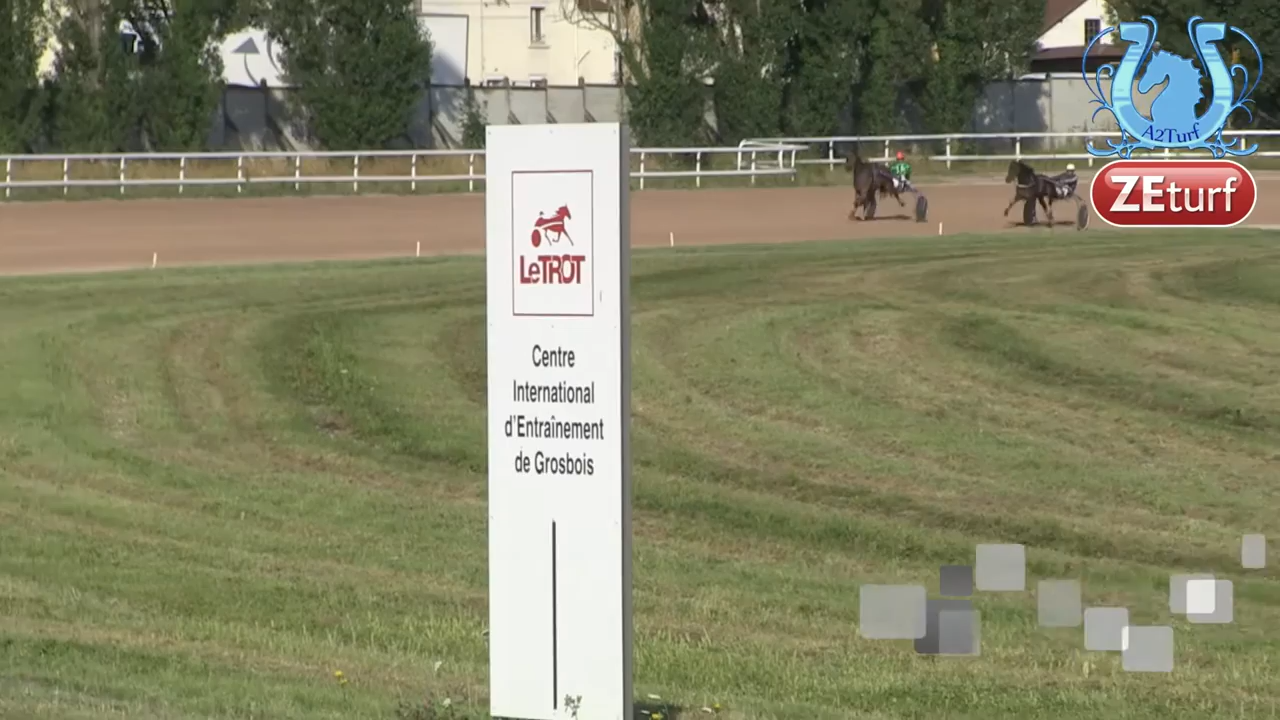 LeTROT
Centre
International
d'Entraînement
de Grosbois
A2Turf
ZEturf